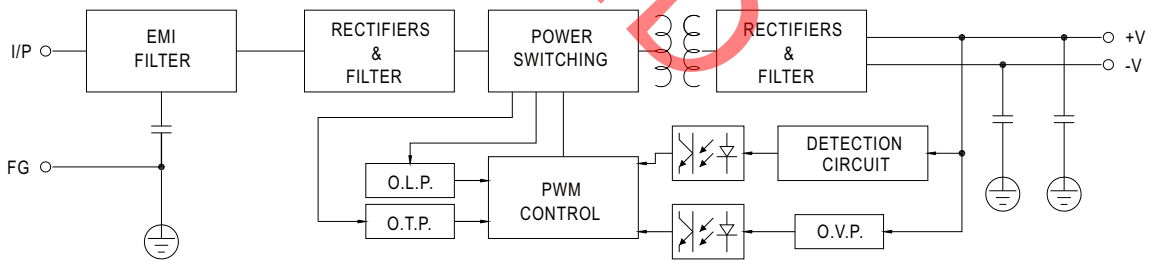 I/P
EMI
FILTER
RECTIFIERS
&
FILTER
POWER
SWITCHING
RECTIFIERS
&
FILTER
+V
-V
FG
O.L.P.
O.T.P.
PWM
CONTROL
DETECTION
CIRCUIT
O.V.P.